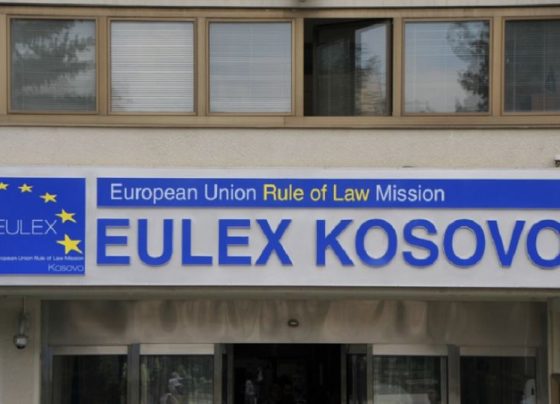 EULEX
European Union Rule of Law Mission
Kosovo
European Union Rule of Law Mission
EULEX KOSOVO